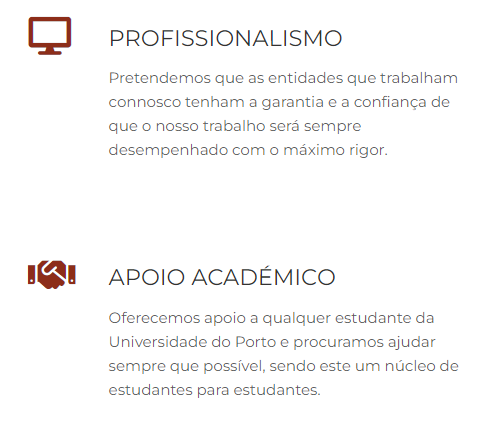 PROFISSIONALISMO
Pretendemos que as entidades que trabalham
connosco tenham a garantia e a confiança de
que o nosso trabalho será sempre
desempenhado com o máximo rigor.
APOIO ACADÉMICO
Oferecemos apoio a qualquer estudante da
Universidade do Porto e procuramos ajudar
sempre que possível, sendo este um núcleo de
estudantes para estudantes.